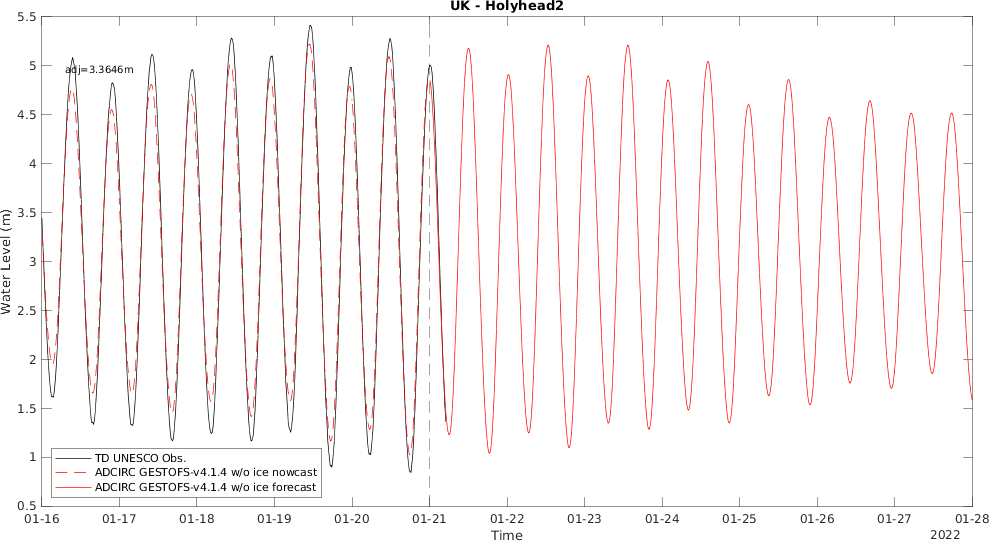 UK - Holyhead2
adj=3.3646m
Water Level (m)
5.5
5
4.5
4
3.5
3
2.5
2
1.5
1
0.5
TD UNESCO Obs.
ADCIRC GESTOFS-v4.1.4 w/o ice nowcast
ADCIRC GESTOFS-v4.1.4 w/o ice forecast
01-16 01-17 01-18 01-19 01-20 01-21 01-22 01-23 01-24 01-25 01-26 01-27 01-28
Time
2022